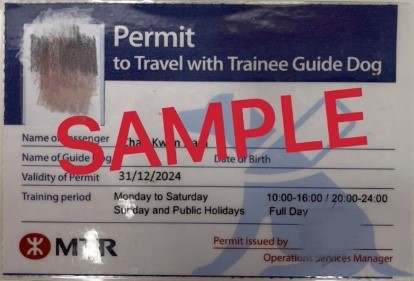 Permit
to Travel with Trainee Guide Dog
SAMPLE
Name of Passenger
Name of Guide Dog Date of Birth
Validity of Permit 31/12/2024
Training period Monday to Saturday 10:00-16:00 / 20:00-24:00
Sunday and Public Holidays Full Day
MTR
Permit issued by
Operations Services Manager